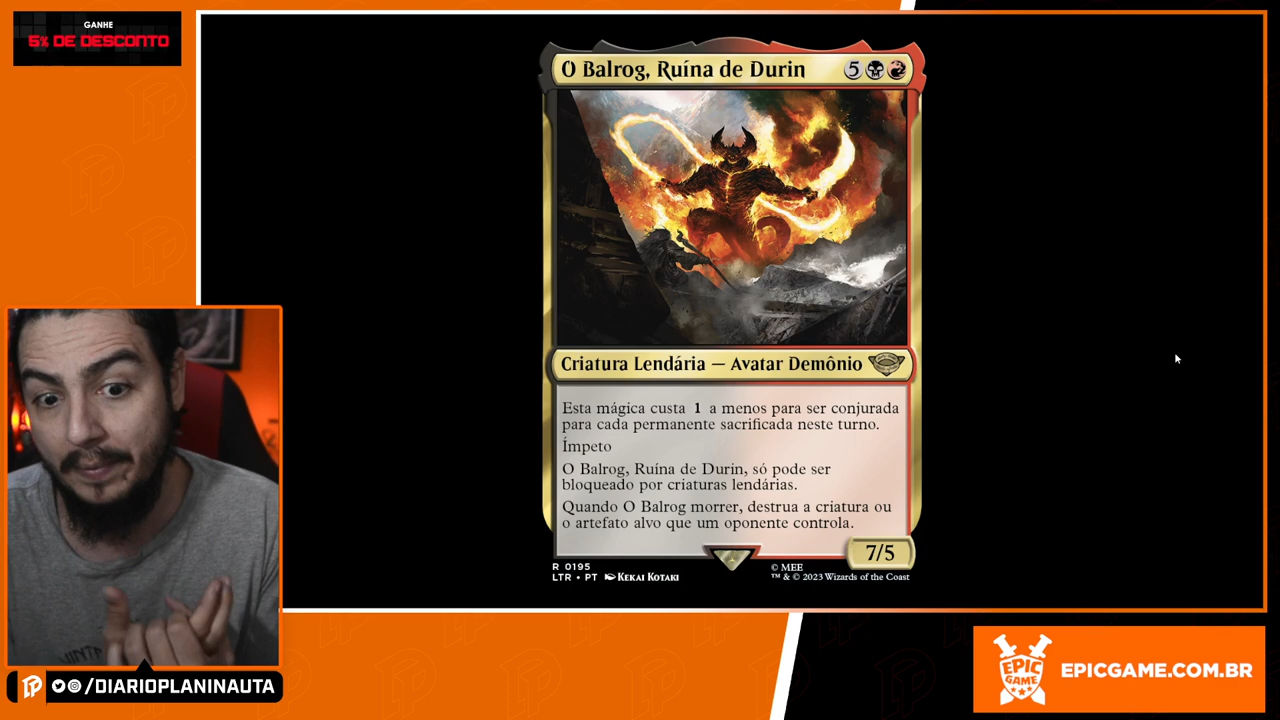 GANHE
5% DE DESCONTO
O Balrog, Ruína de Durin
5
Criatura Lendária — Avatar Demônio
Esta mágica custa 1 a menos para ser conjurada
para cada permanente sacrificada neste turno.
Ímpeto
O Balrog, Ruína de Durin, só pode ser
bloqueado por criaturas lendárias.
Quando O Balrog morrer, destrua a criatura ou
o artefato alvo que um oponente controla.
7/5
R 0195
LTR • PT Kekai Kotaki
© MEE
™ & © 2023 Wizards of the Coast
/DIARIOPLANINAUTA
EPIC
GAME
EPICGAME.COM.BR